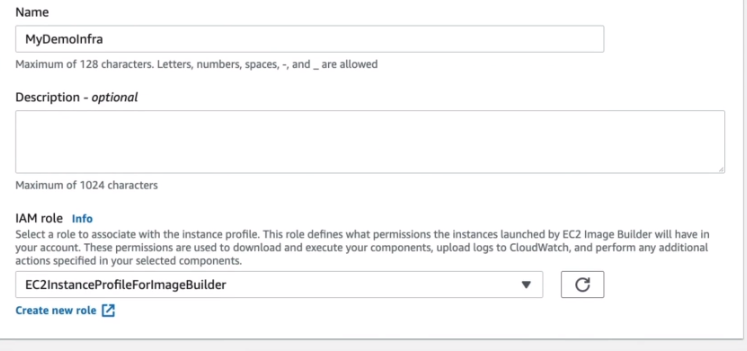 Name
MyDemoInfra
Maximum of 128 characters. Letters, numbers, spaces, -, and _ are allowed
Description - optional
Maximum of 1024 characters
IAM role Info
Select a role to associate with the instance profile. This role defines what permissions the instances launched by EC2 Image Builder will have in
your account. These permissions are used to download and execute your components, upload logs to CloudWatch, and perform any additional
actions specified in your selected components.
EC2InstanceProfileForImageBuilder
Create new role